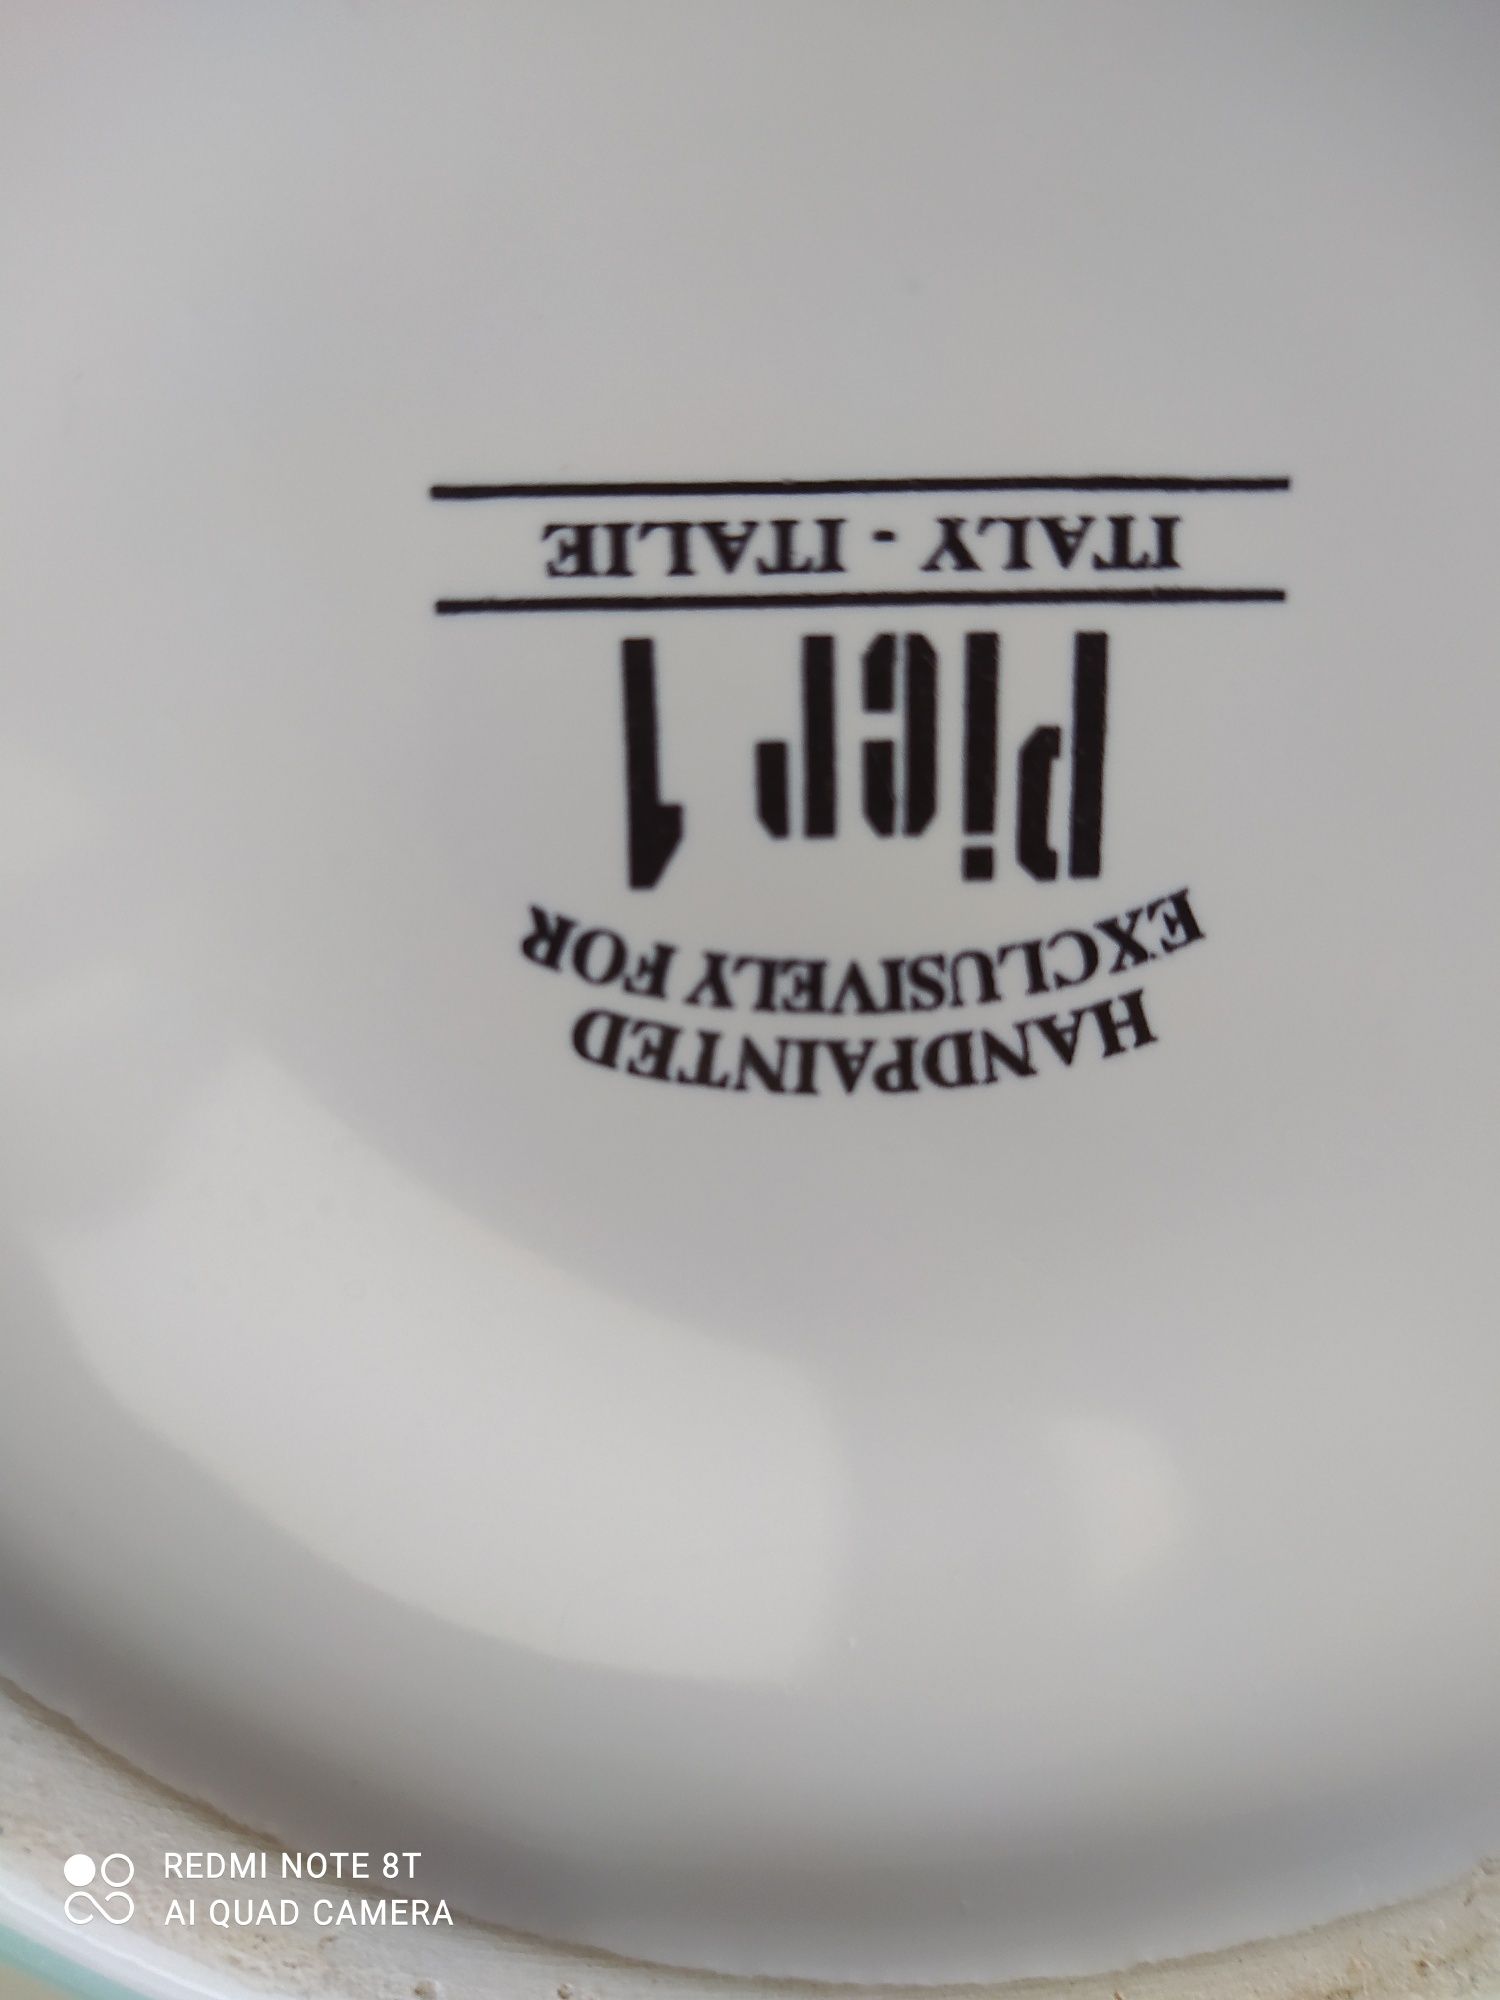 HANDPAINTED
EXCLUSIVELY FOR
Pier 1
ITALY - ITALIE
REDMI NOTE 8T
AI QUAD CAMERA